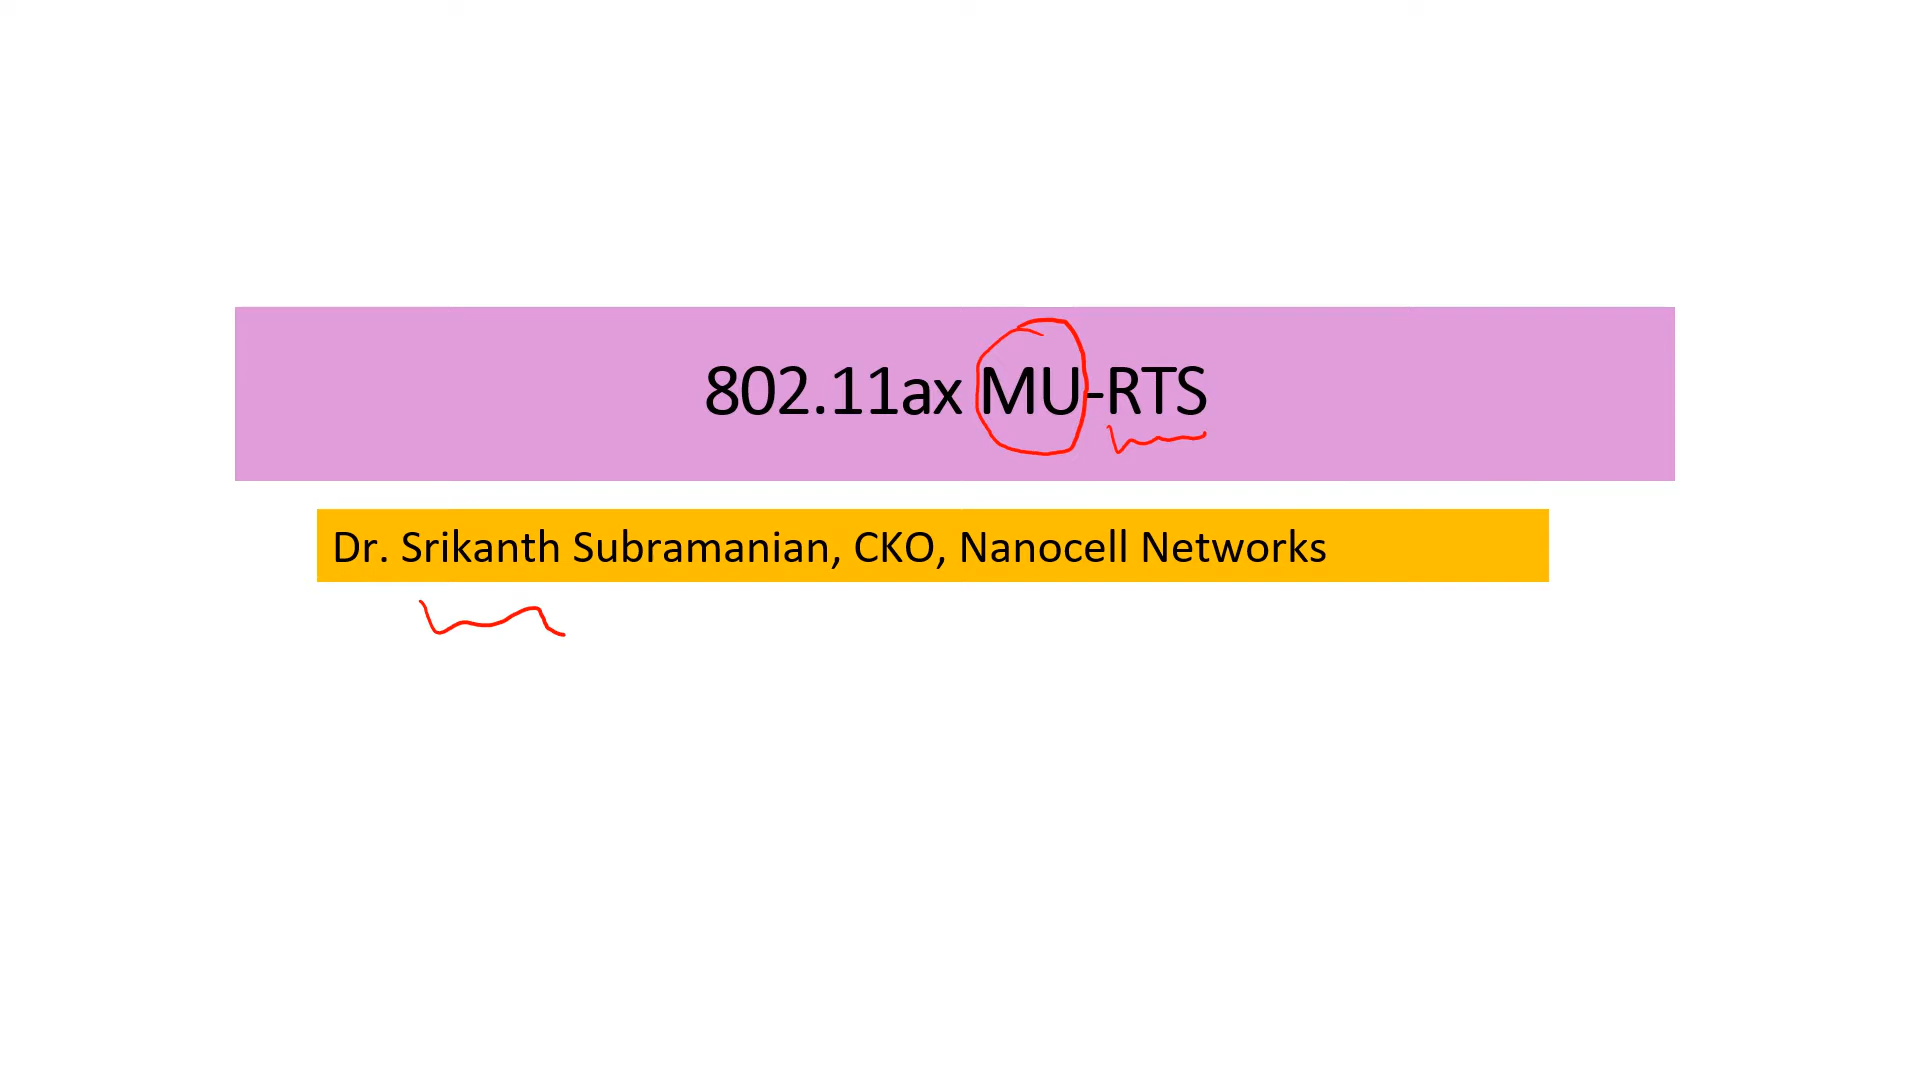 802.11ax MU-RTS
Dr. Srikanth Subramanian, CKO, Nanocell Networks